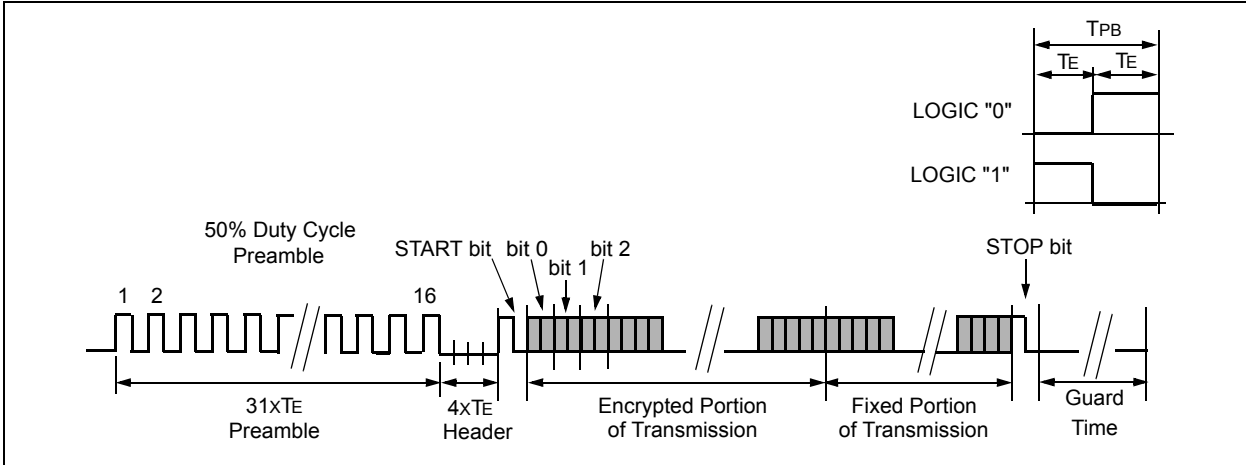 TPB
TE TE
LOGIC "0"
LOGIC "1"
50% Duty Cycle
Preamble
START bit bit 0 bit 1 bit 2
STOP bit
1 2 16
31XTE
Preamble
4XTE
Header
Encrypted Portion
of Transmission
Fixed Portion
of Transmission
Guard
Time